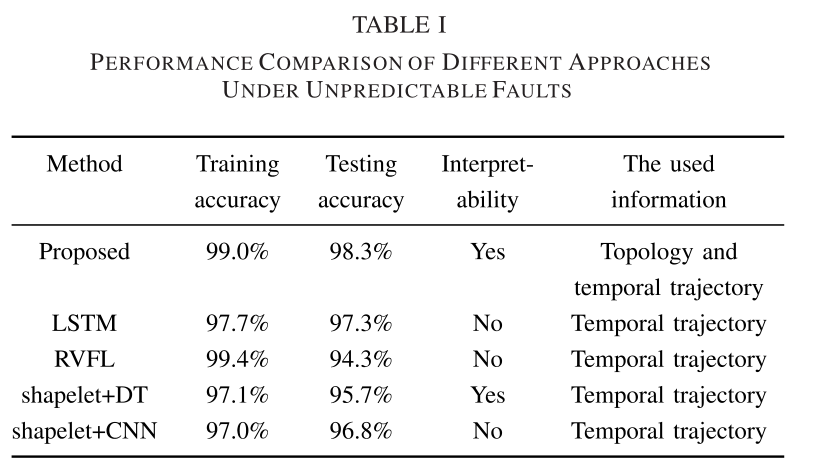 TABLE I
PERFORMANCE COMPARISON OF DIFFERENT APPROACHES
UNDER UNPREDICTABLE FAULTS
Method Training Testing Interpret- The used
accuracy accuracy ability information
Proposed 99.0% 98.3% Yes Topology and
temporal trajectory
LSTM 97.7% 97.3% No Temporal trajectory
RVFL 99.4% 94.3% No Temporal trajectory
shapelet+DT 97.1% 95.7% Yes Temporal trajectory
shapelet+CNN 97.0% 96.8% No Temporal trajectory